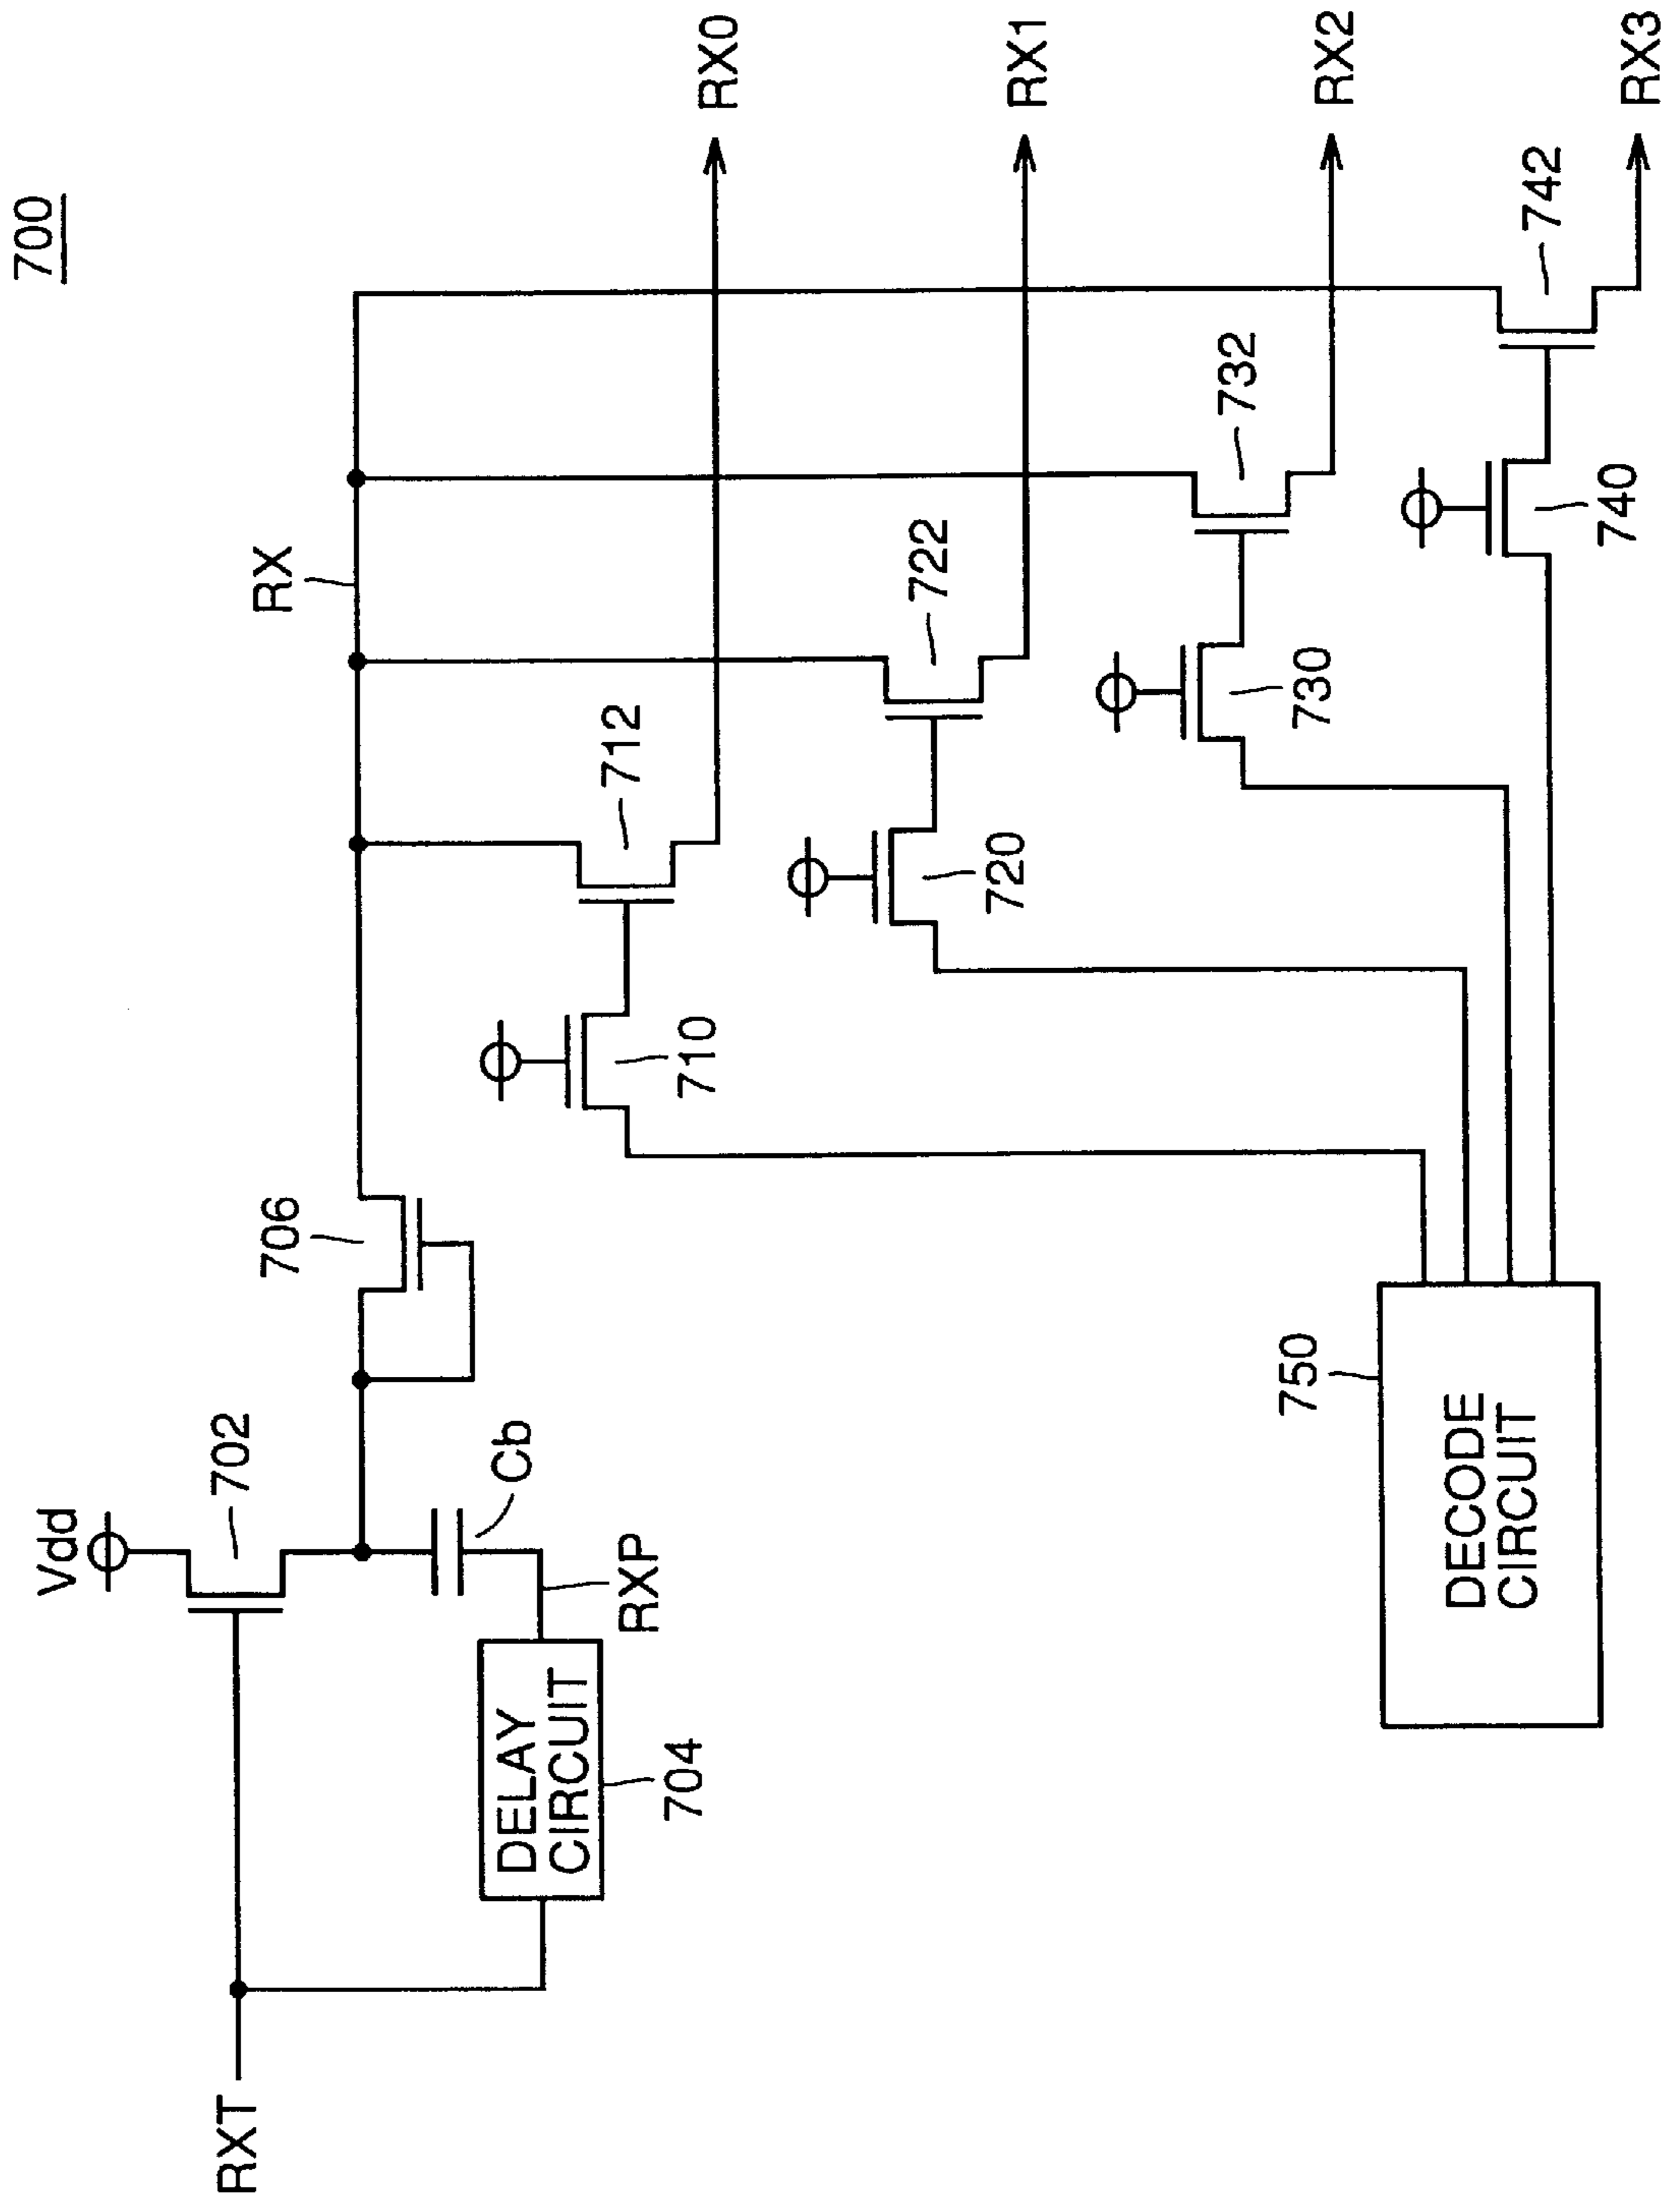 700
RX0
RX1
RX2
RX3
RX
742
732
722
712
740
730
720
710
706
702
Vdd
Cb
RXP
DELAY
CIRCUIT
704
RXT
750
DECODE
CIRCUIT